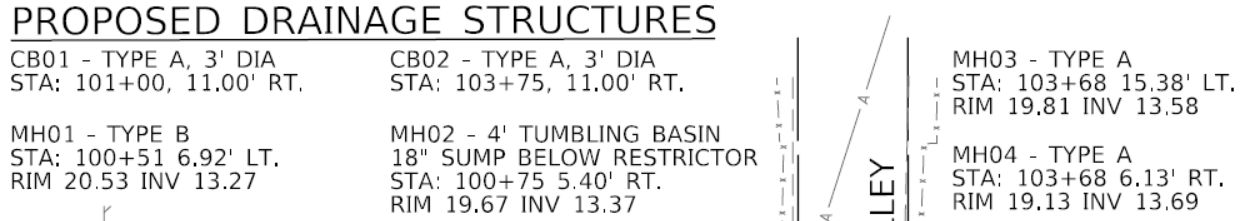 PROPOSED DRAINAGE STRUCTURES
CB01 - TYPE A, 3' DIA
STA: 101+00, 11.00' RT.
CB02 - TYPE A, 3' DIA
STA: 103+75, 11.00' RT.
MH01 - TYPE B
STA: 100+51 6.92' LT.
RIM 20.53 INV 13.27
MH02 - 4' TUMBLING BASIN
18" SUMP BELOW RESTRICTOR
STA: 100+75 5.40' RT.
RIM 19.67 INV 13.37
A
A
LLEY
MH03 - TYPE A
STA: 103+68 15.38' LT.
RIM 19.81 INV 13.58
MH04 - TYPE A
STA: 103+68 6.13' RT.
RIM 19.13 INV 13.69